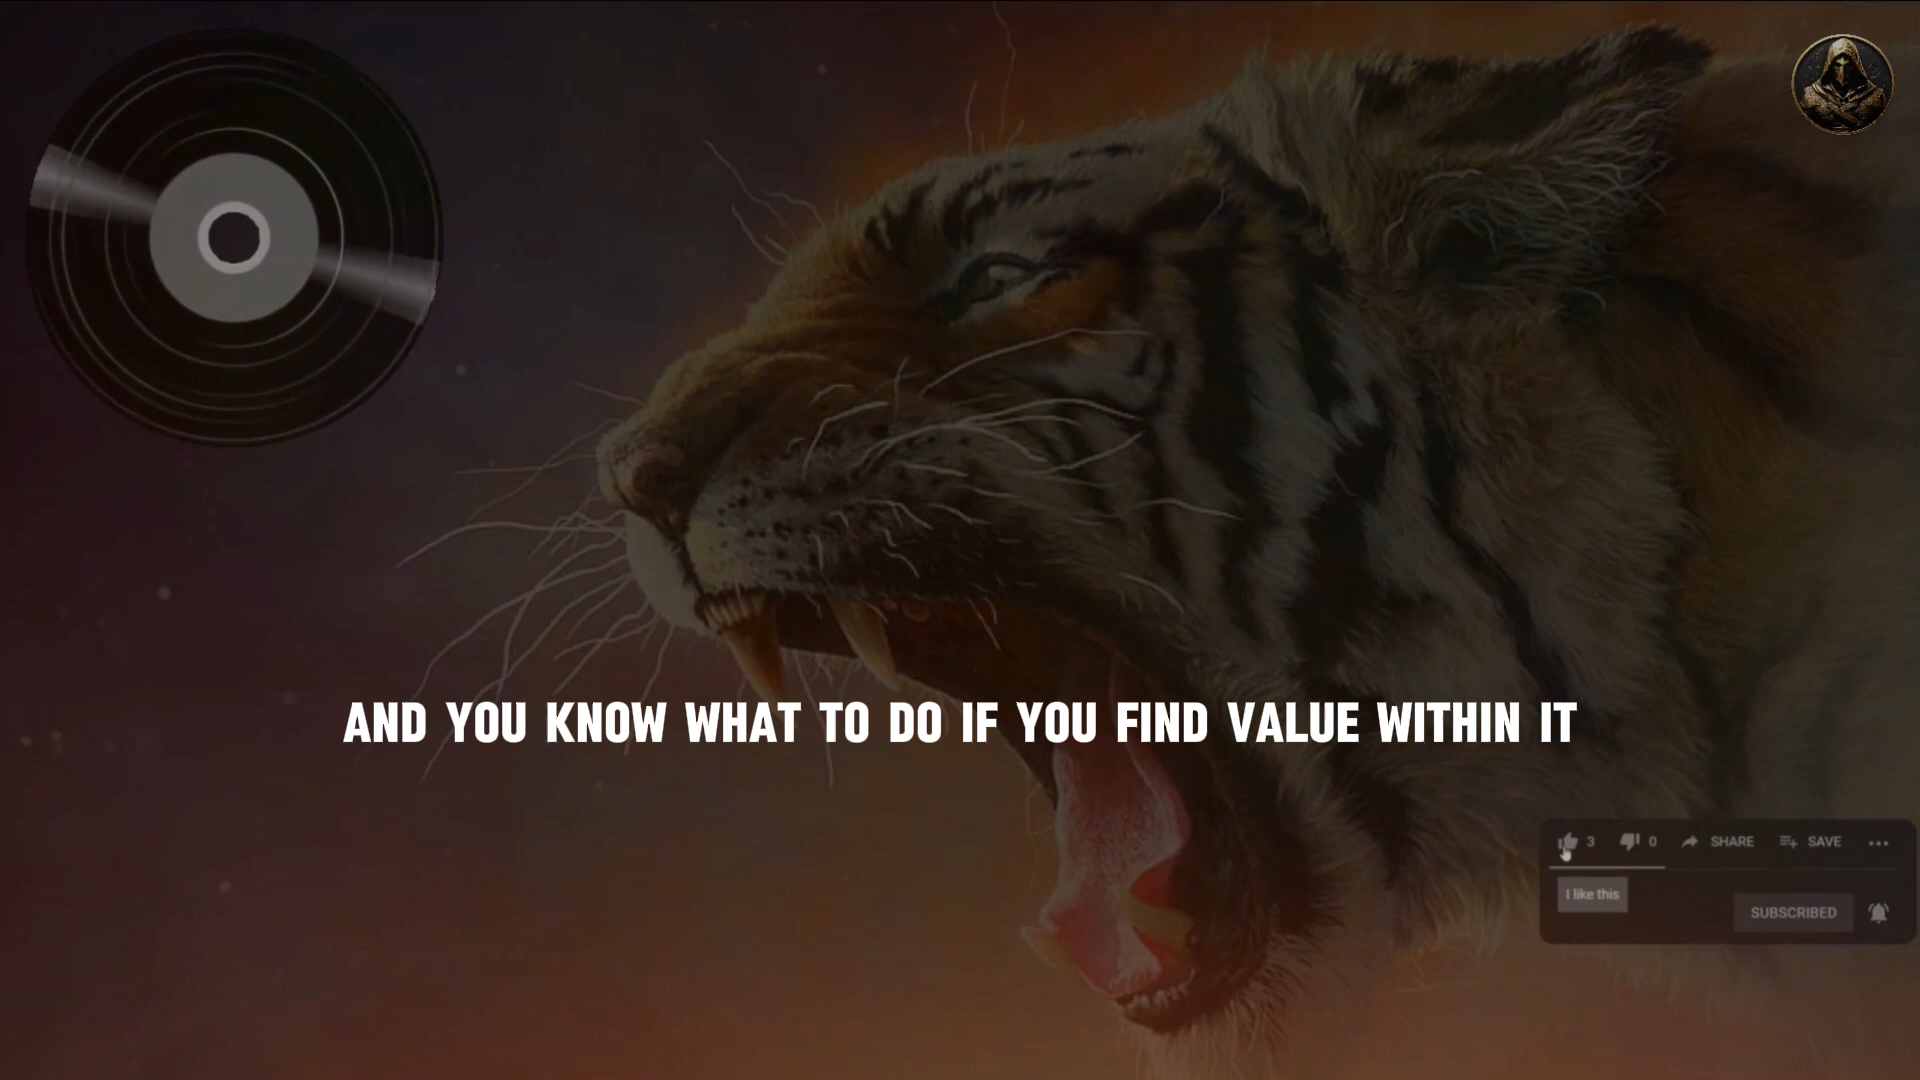 AND YOU KNOW WHAT TO DO IF YOU FIND VALUE WITHIN IT
3 0 SHARE SAVE
I like this
SUBSCRIBED